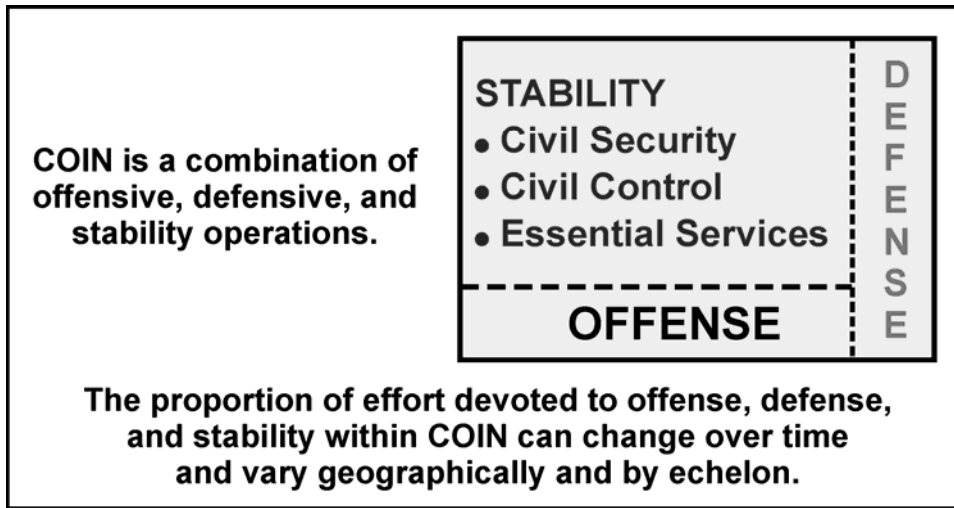 COIN is a combination of
offensive, defensive, and
stability operations.
STABILITY
• Civil Security
• Civil Control
• Essential Services
OFFENSE
DEFENSE
The proportion of effort devoted to offense, defense,
and stability within COIN can change over time
and vary geographically and by echelon.